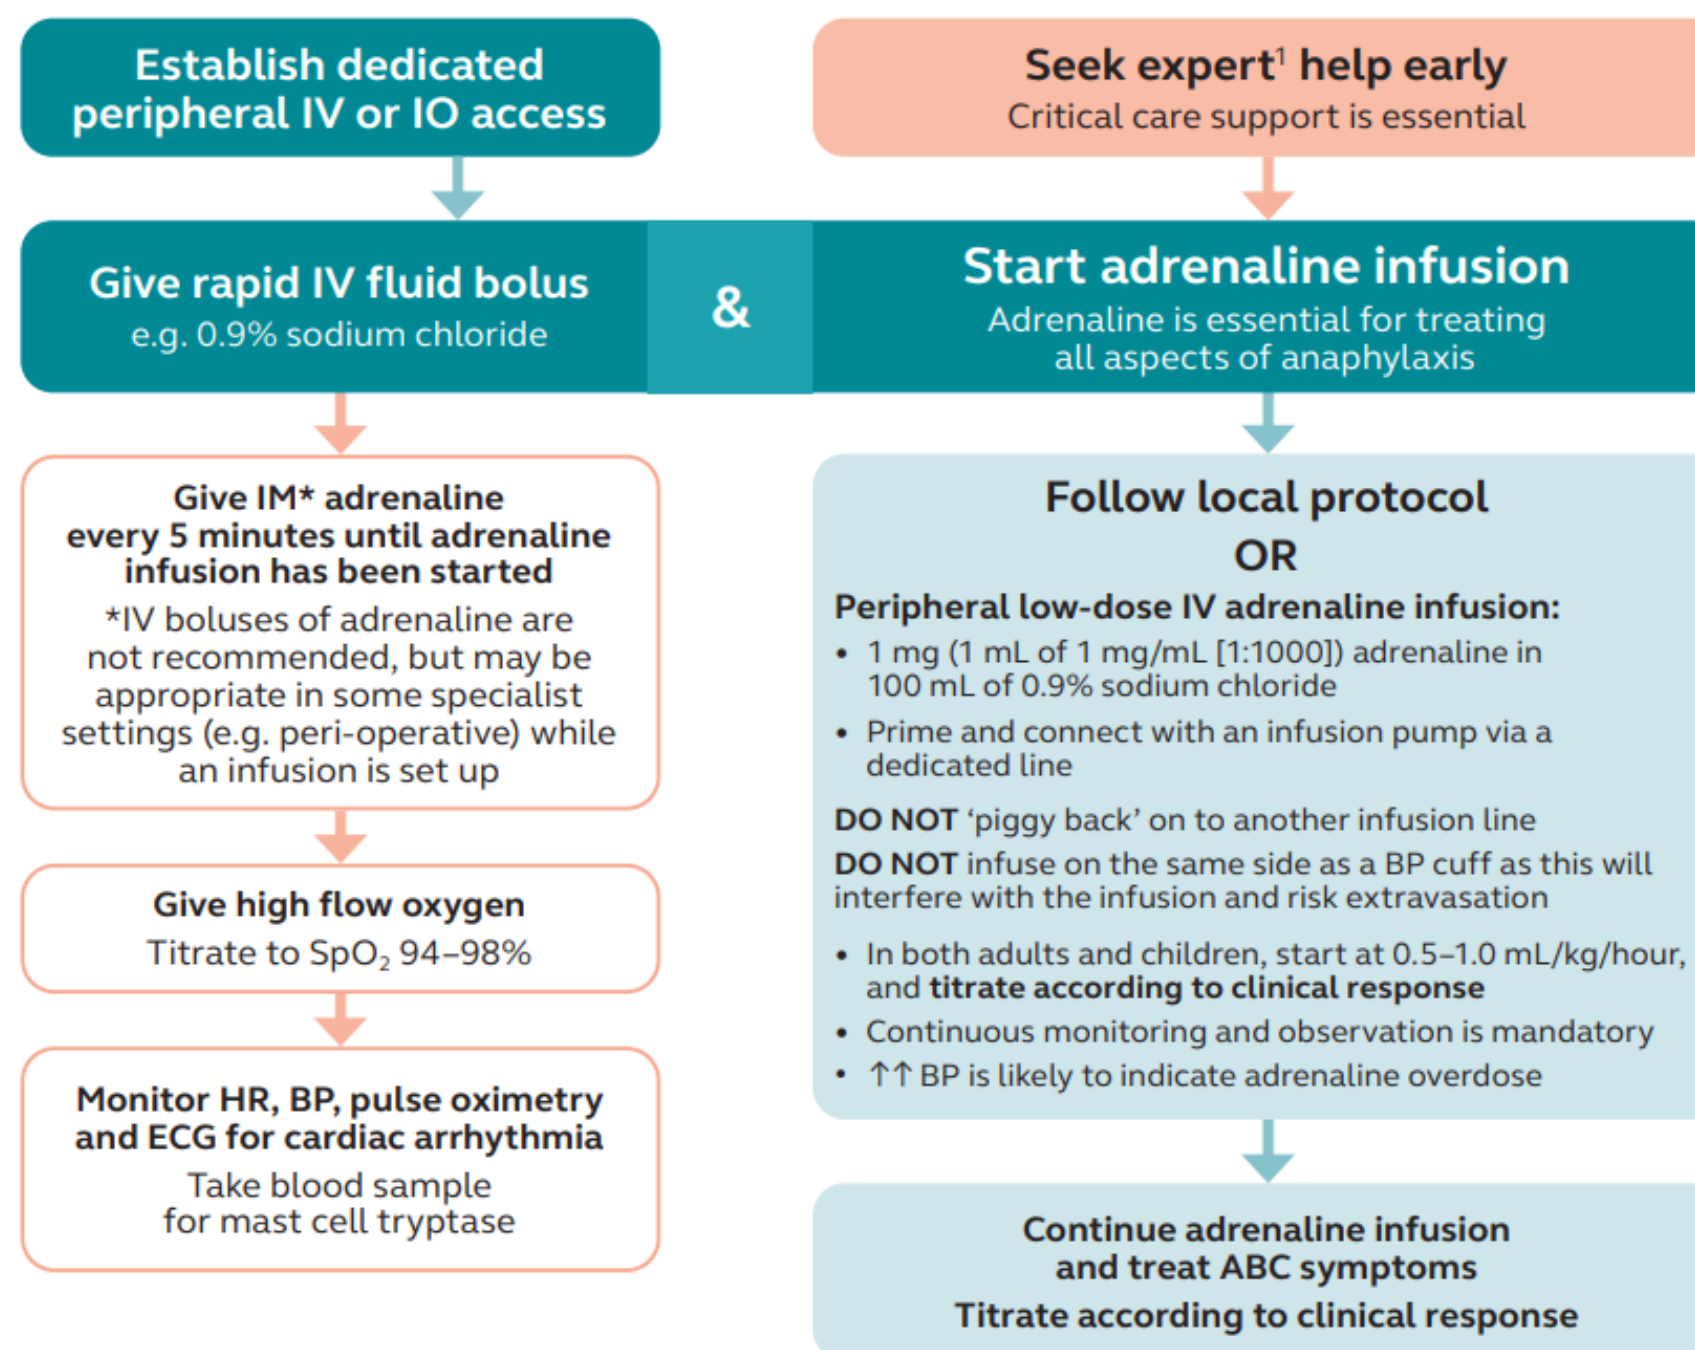 Establish dedicated
peripheral IV or IO access
Seek expert¹ help early
Critical care support is essential
Give rapid IV fluid bolus
e.g. 0.9% sodium chloride
&
Start adrenaline infusion
Adrenaline is essential for treating
all aspects of anaphylaxis
Give IM* adrenaline
every 5 minutes until adrenaline
infusion has been started
*IV boluses of adrenaline are
not recommended, but may be
appropriate in some specialist
settings (e.g. peri-operative) while
an infusion is set up
Give high flow oxygen
Titrate to SpO₂ 94–98%
Monitor HR, BP, pulse oximetry
and ECG for cardiac arrhythmia
Take blood sample
for mast cell tryptase
Follow local protocol
OR
Peripheral low-dose IV adrenaline infusion:
• 1 mg (1 mL of 1 mg/mL [1:1000]) adrenaline in
100 mL of 0.9% sodium chloride
• Prime and connect with an infusion pump via a
dedicated line
DO NOT ‘piggy back’ on to another infusion line
DO NOT infuse on the same side as a BP cuff as this will
interfere with the infusion and risk extravasation
• In both adults and children, start at 0.5–1.0 mL/kg/hour,
and titrate according to clinical response
• Continuous monitoring and observation is mandatory
• ↑↑ BP is likely to indicate adrenaline overdose
Continue adrenaline infusion
and treat ABC symptoms
Titrate according to clinical response